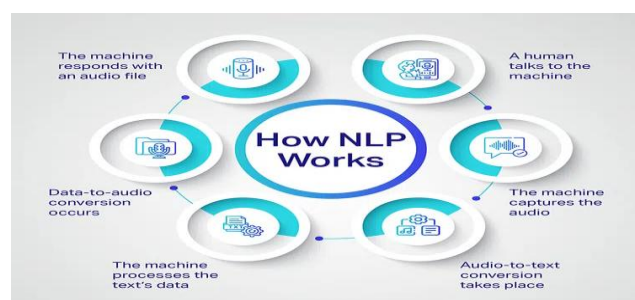 How NLP
Works
A human
talks to the
machine
The machine
captures the
audio
Audio-to-text
conversion
takes place
The machine
processes the
text's data
TXT
Data-to-audio
conversion
occurs
The machine
responds with
an audio file